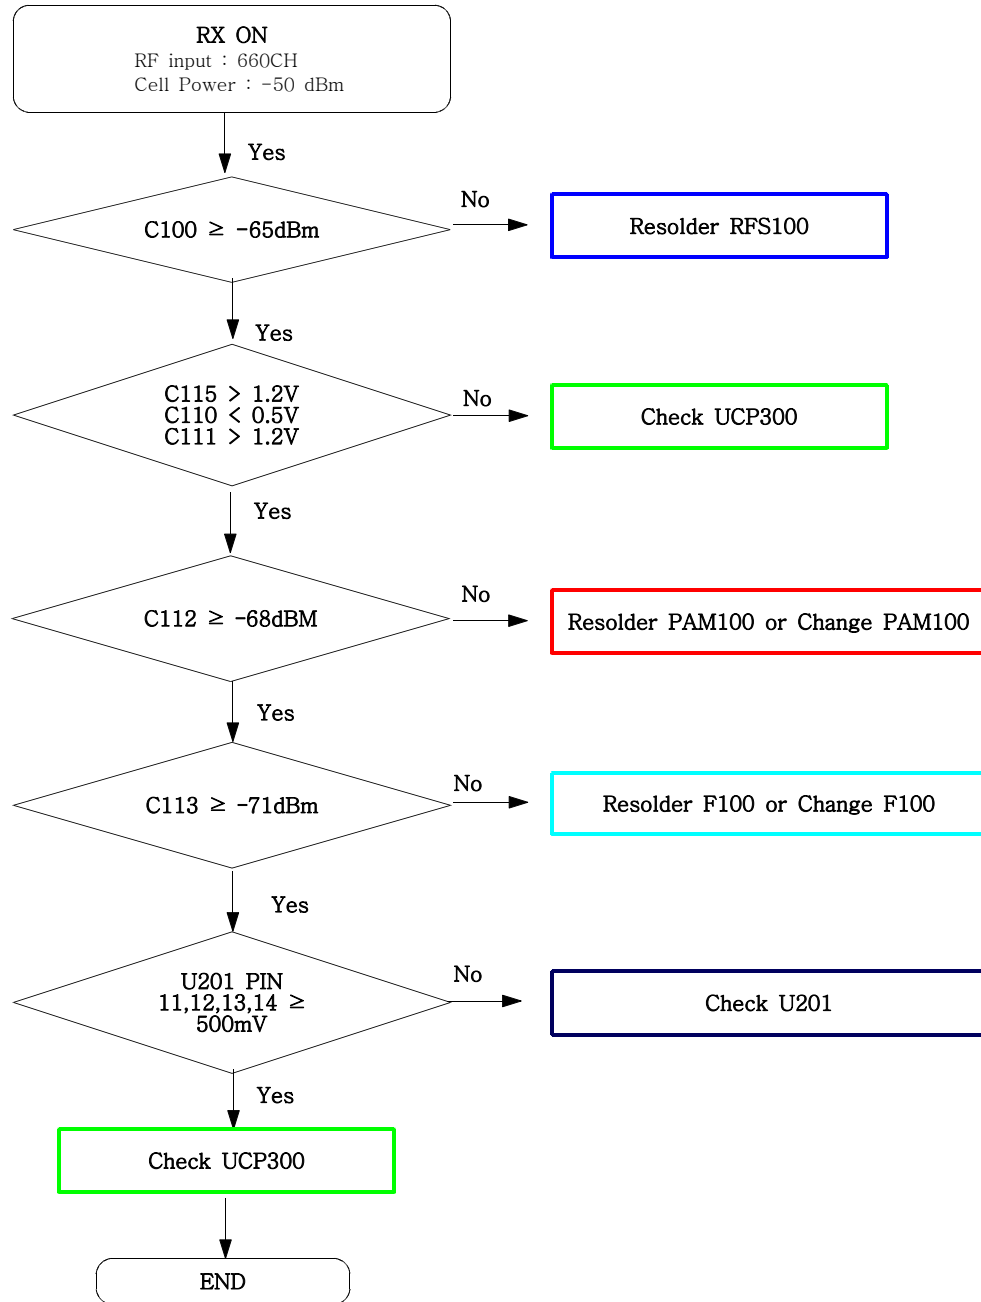 RX ON
RF input : 660CH
Cell Power : -50 dBm
Yes
C100 ≥ -65dBm
No
Resolder RFS100
Yes
C115 > 1.2V
C110 < 0.5V
C111 > 1.2V
No
Check UCP300
Yes
C112 ≥ -68dBM
No
Resolder PAM100 or Change PAM100
Yes
C113 ≥ -71dBm
No
Resolder F100 or Change F100
Yes
U201 PIN
11,12,13,14 ≥
500mV
No
Check U201
Yes
Check UCP300
END